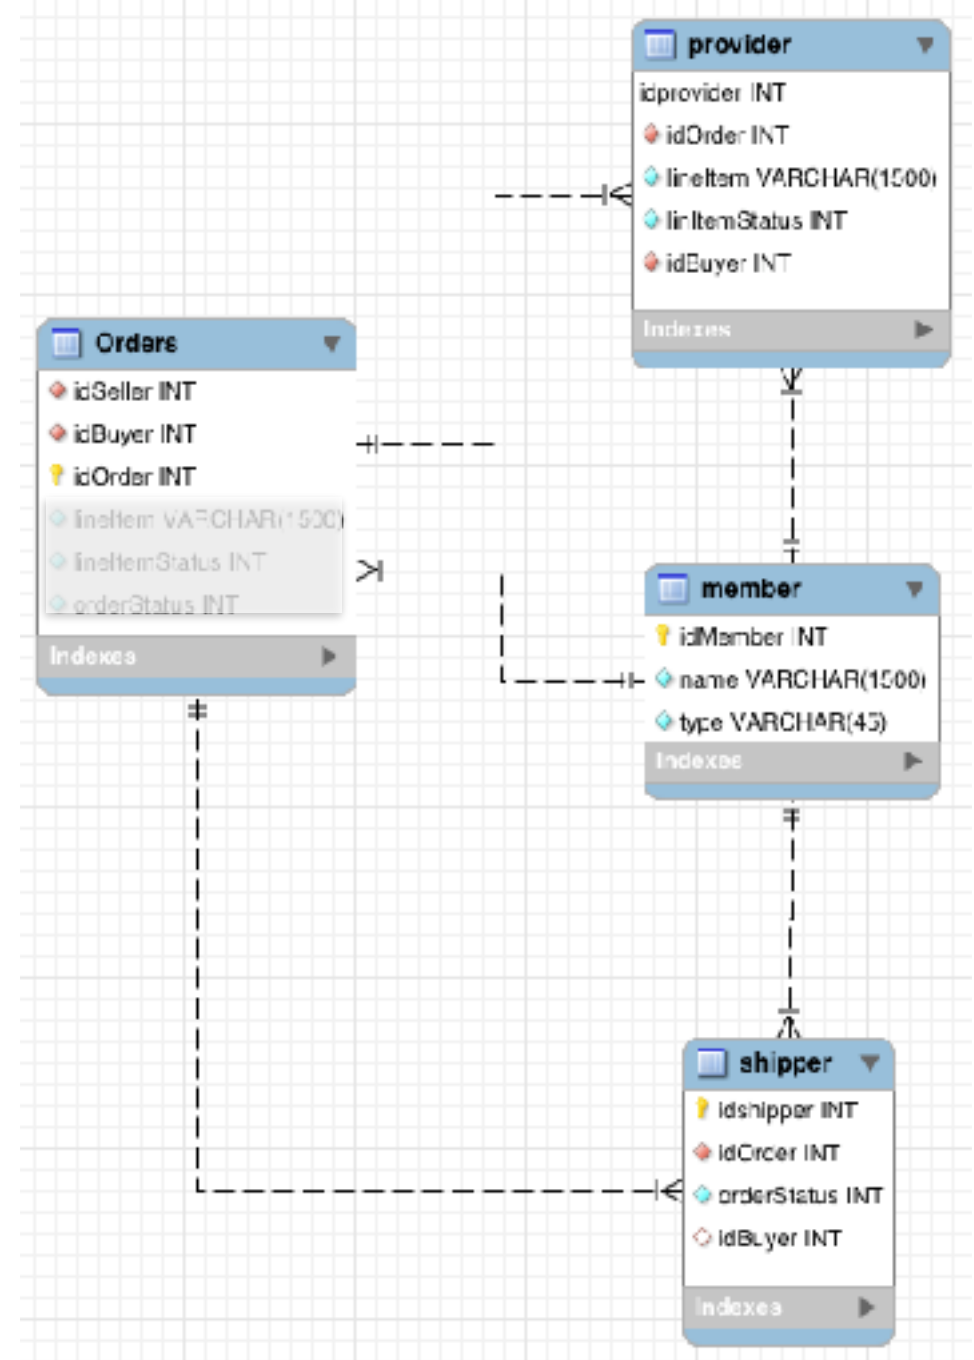 provider
idprovider INT
idOrder INT
lineItem VARCHAR(1500)
linItemStatus INT
idBuyer INT
Indexes
Orders
idSeller INT
idBuyer INT
idOrder INT
lineItem VARCHAR(1500)
lineItemStatus INT
orderStatus INT
Indexes
member
idMember INT
name VARCHAR(1500)
type VARCHAR(45)
Indexes
shipper
idshipper INT
idOrder INT
orderStatus INT
idBuyer INT
Indexes